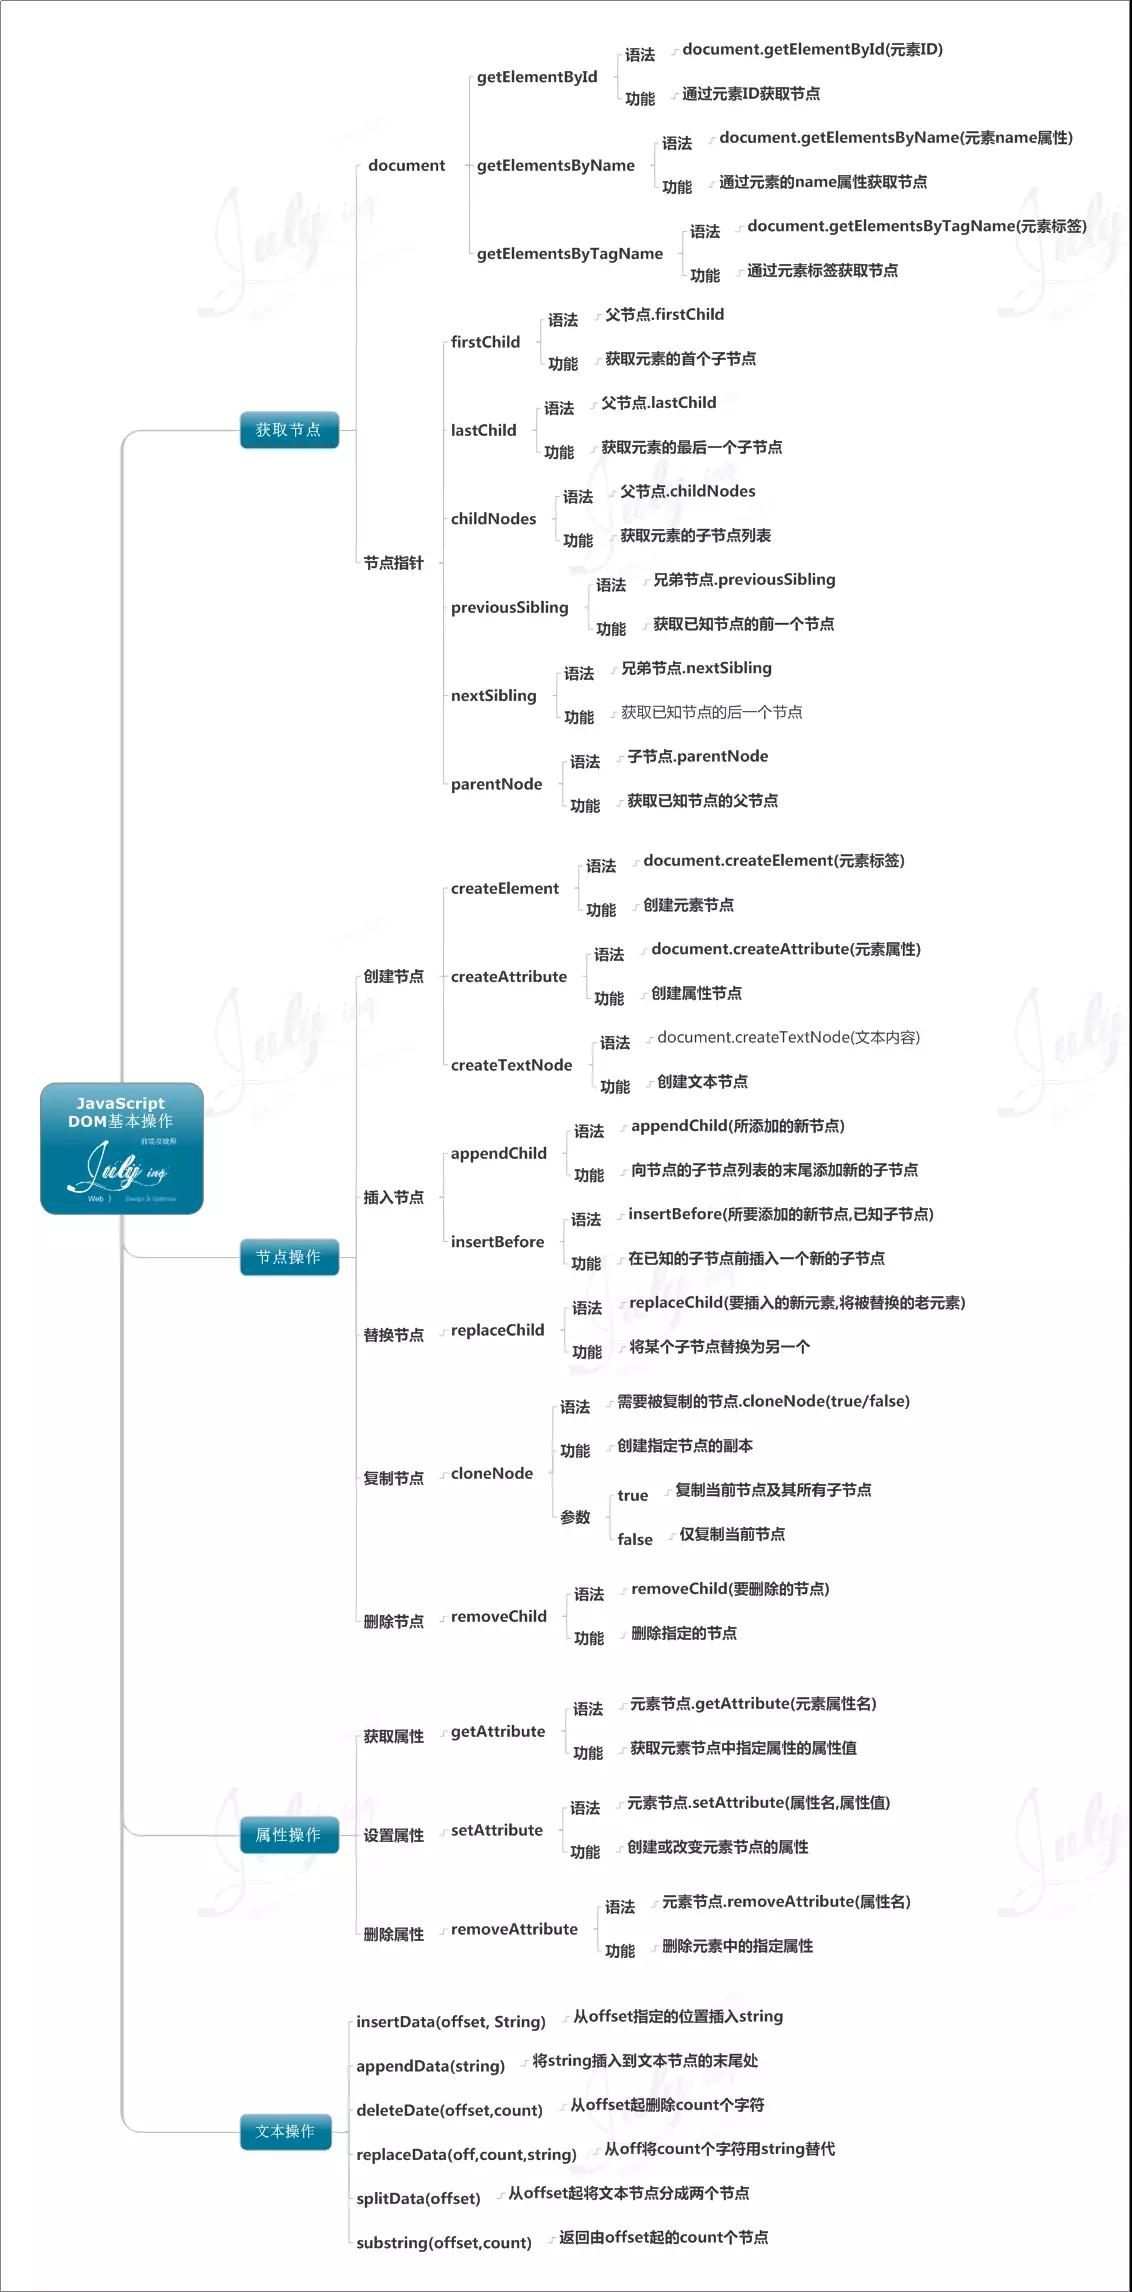 JavaScript
DOM基本操作
前端攻城师
July ing
Web
Design & Optimize
获取节点
document
getElementById
语法
document.getElementById(元素ID)
功能
通过元素ID获取节点
getElementsByName
语法
document.getElementsByName(元素name属性)
功能
通过元素的name属性获取节点
getElementsByTagName
语法
document.getElementsByTagName(元素标签)
功能
通过元素标签获取节点
节点指针
firstChild
语法
父节点.firstChild
功能
获取元素的首个子节点
lastChild
语法
父节点.lastChild
功能
获取元素的最后一个子节点
childNodes
语法
父节点.childNodes
功能
获取元素的子节点列表
previousSibling
语法
兄弟节点.previousSibling
功能
获取已知节点的前一个节点
nextSibling
语法
兄弟节点.nextSibling
功能
获取已知节点的后一个节点
parentNode
语法
子节点.parentNode
功能
获取已知节点的父节点
节点操作
创建节点
createElement
语法
document.createElement(元素标签)
功能
创建元素节点
createAttribute
语法
document.createAttribute(元素属性)
功能
创建属性节点
createTextNode
语法
document.createTextNode(文本内容)
功能
创建文本节点
插入节点
appendChild
语法
appendChild(所添加的新节点)
功能
向节点的子节点列表的末尾添加新的子节点
insertBefore
语法
insertBefore(所要添加的新节点,已知子节点)
功能
在已知的子节点前插入一个新的子节点
替换节点
replaceChild
语法
replaceChild(要插入的新元素,将被替换的老元素)
功能
将某个子节点替换为另一个
复制节点
cloneNode
语法
需要被复制的节点.cloneNode(true/false)
功能
创建指定节点的副本
参数
true
复制当前节点及其所有子节点
false
仅复制当前节点
删除节点
removeChild
语法
removeChild(要删除的节点)
功能
删除指定的节点
属性操作
获取属性
getAttribute
语法
元素节点.getAttribute(元素属性名)
功能
获取元素节点中指定属性的属性值
设置属性
setAttribute
语法
元素节点.setAttribute(属性名,属性值)
功能
创建或改变元素节点的属性
删除属性
removeAttribute
语法
元素节点.removeAttribute(属性名)
功能
删除元素中的指定属性
文本操作
insertData(offset, String)
从offset指定的位置插入string
appendData(string)
将string插入到文本节点的末尾处
deleteDate(offset,count)
从offset起删除count个字符
replaceData(off,count,string)
从off将count个字符用string替代
splitData(offset)
从offset起将文本节点分成两个节点
substring(offset,count)
返回由offset起的count个节点